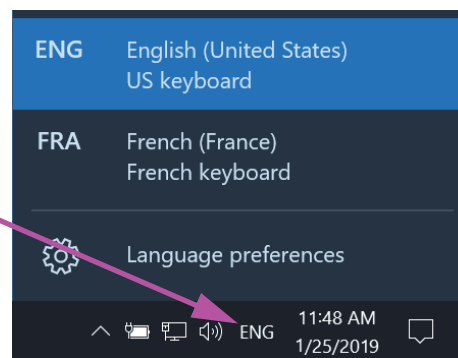 ENG English (United States)
US keyboard
FRA French (France)
French keyboard
Language preferences
ENG 11:48 AM
1/25/2019